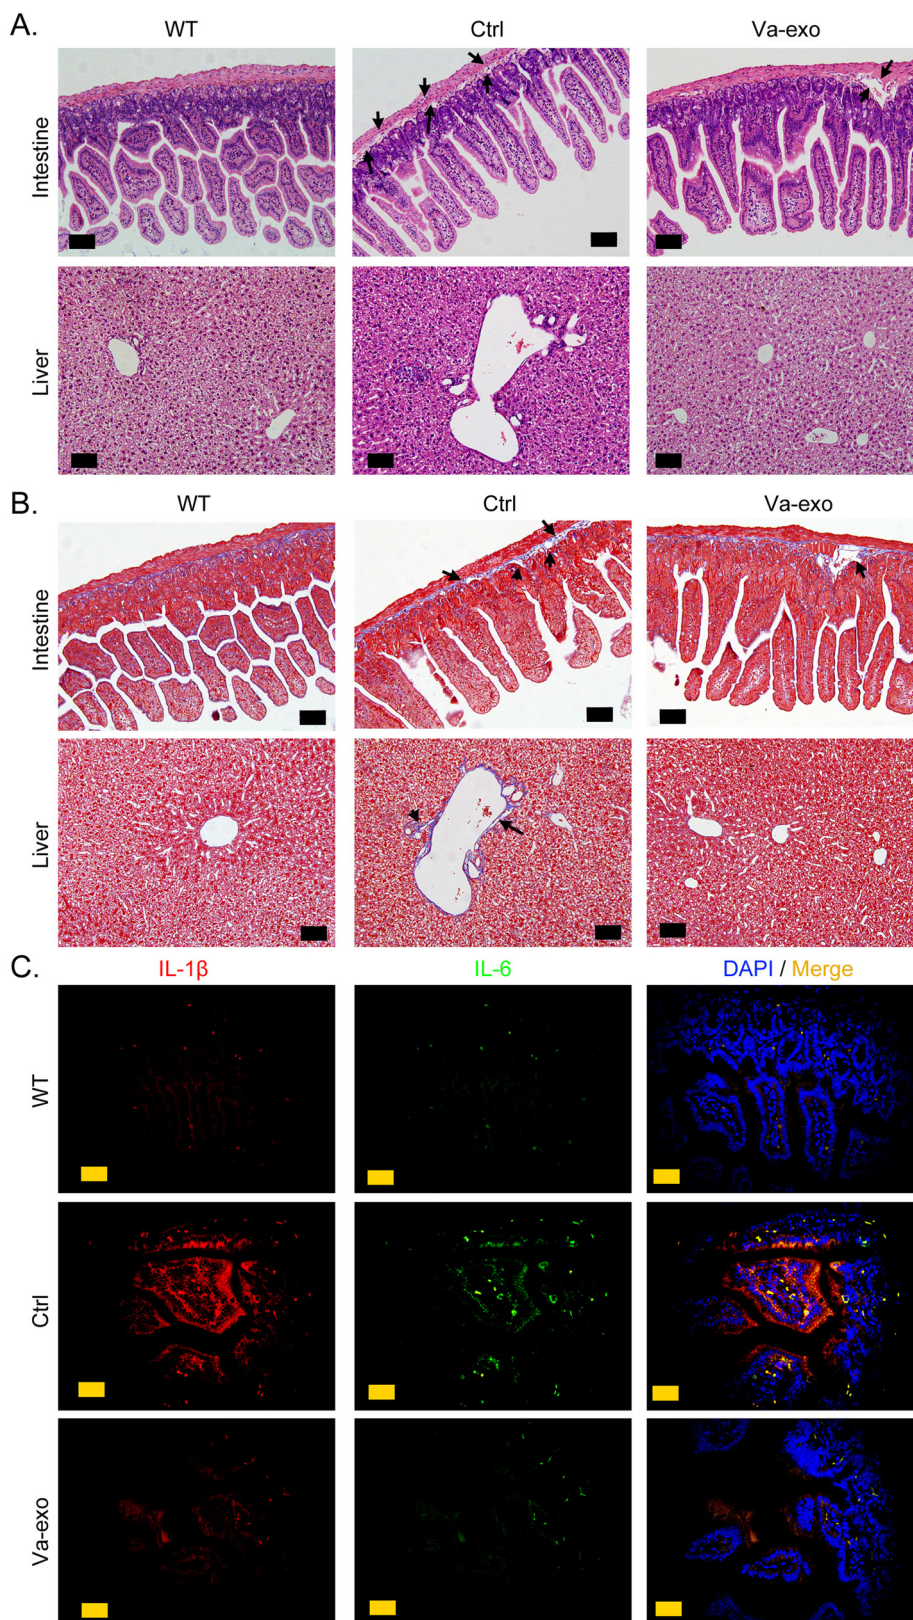 A.
WT
Ctrl
Va-exo
Intestine
Liver
B.
WT
Ctrl
Va-exo
Intestine
Liver
C.
IL-1β
IL-6
DAPI / Merge
WT
Ctrl
Va-exo